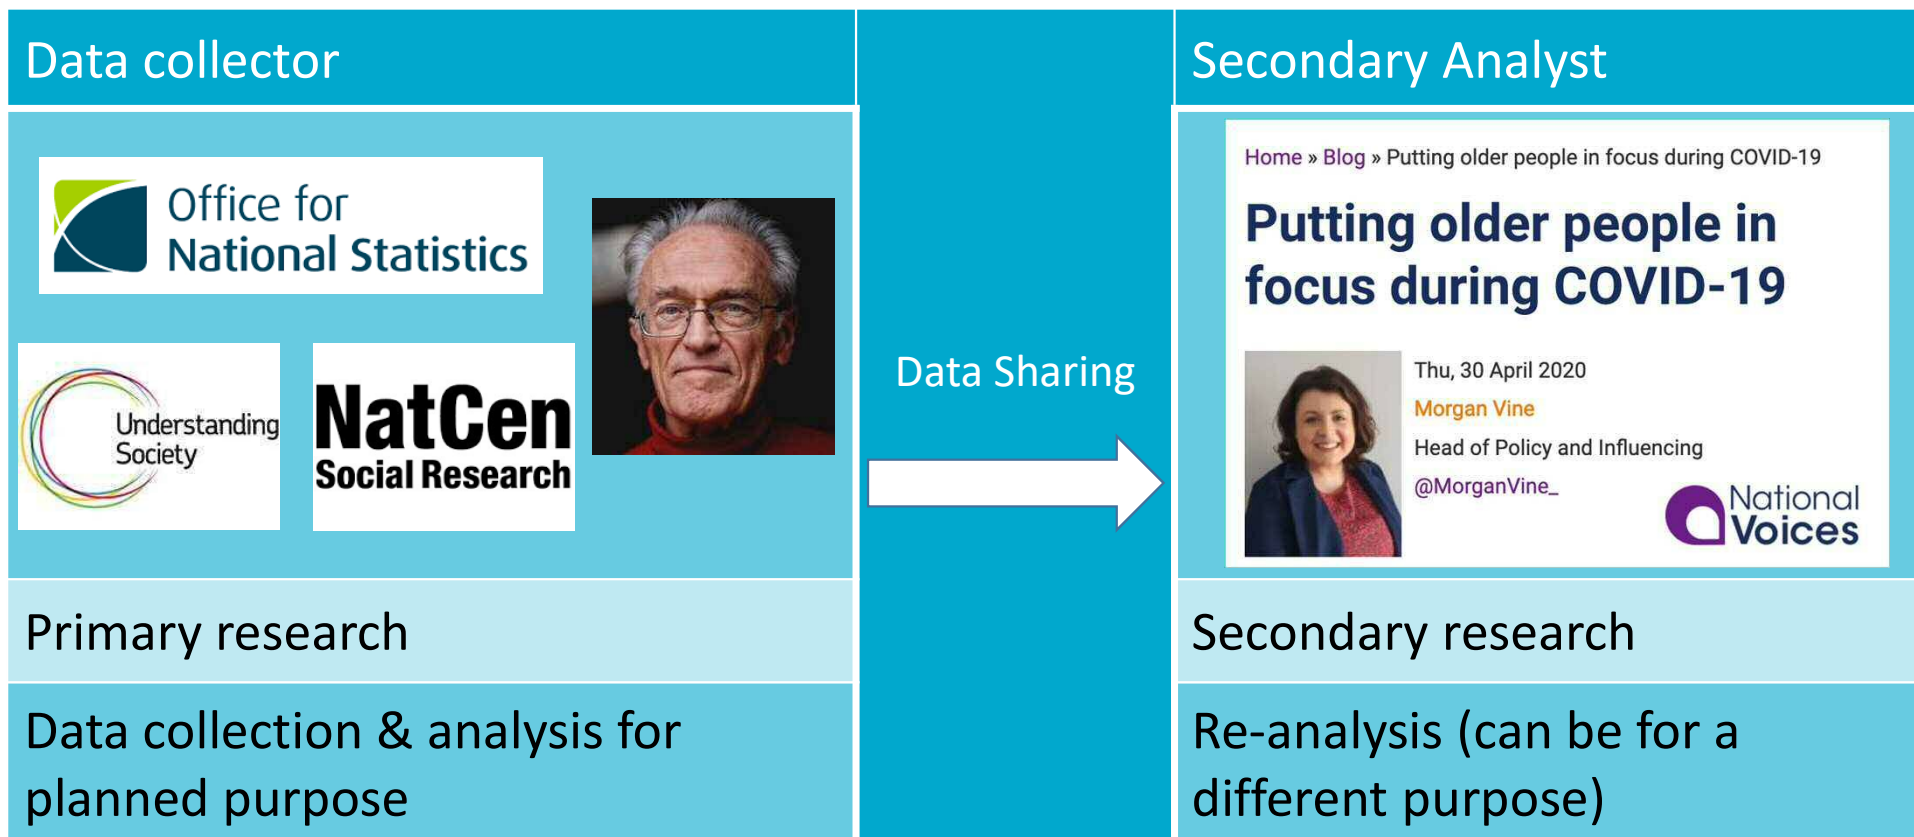 Data collector
Secondary Analyst
Office for
National Statistics
Understanding
Society
NatCen
Social Research
Data Sharing
Home » Blog » Putting older people in focus during COVID-19
Putting older people in
focus during COVID-19
Thu, 30 April 2020
Morgan Vine
Head of Policy and Influencing
@MorganVine_
National
Voices
Primary research
Secondary research
Data collection & analysis for
planned purpose
Re-analysis (can be for a
different purpose)